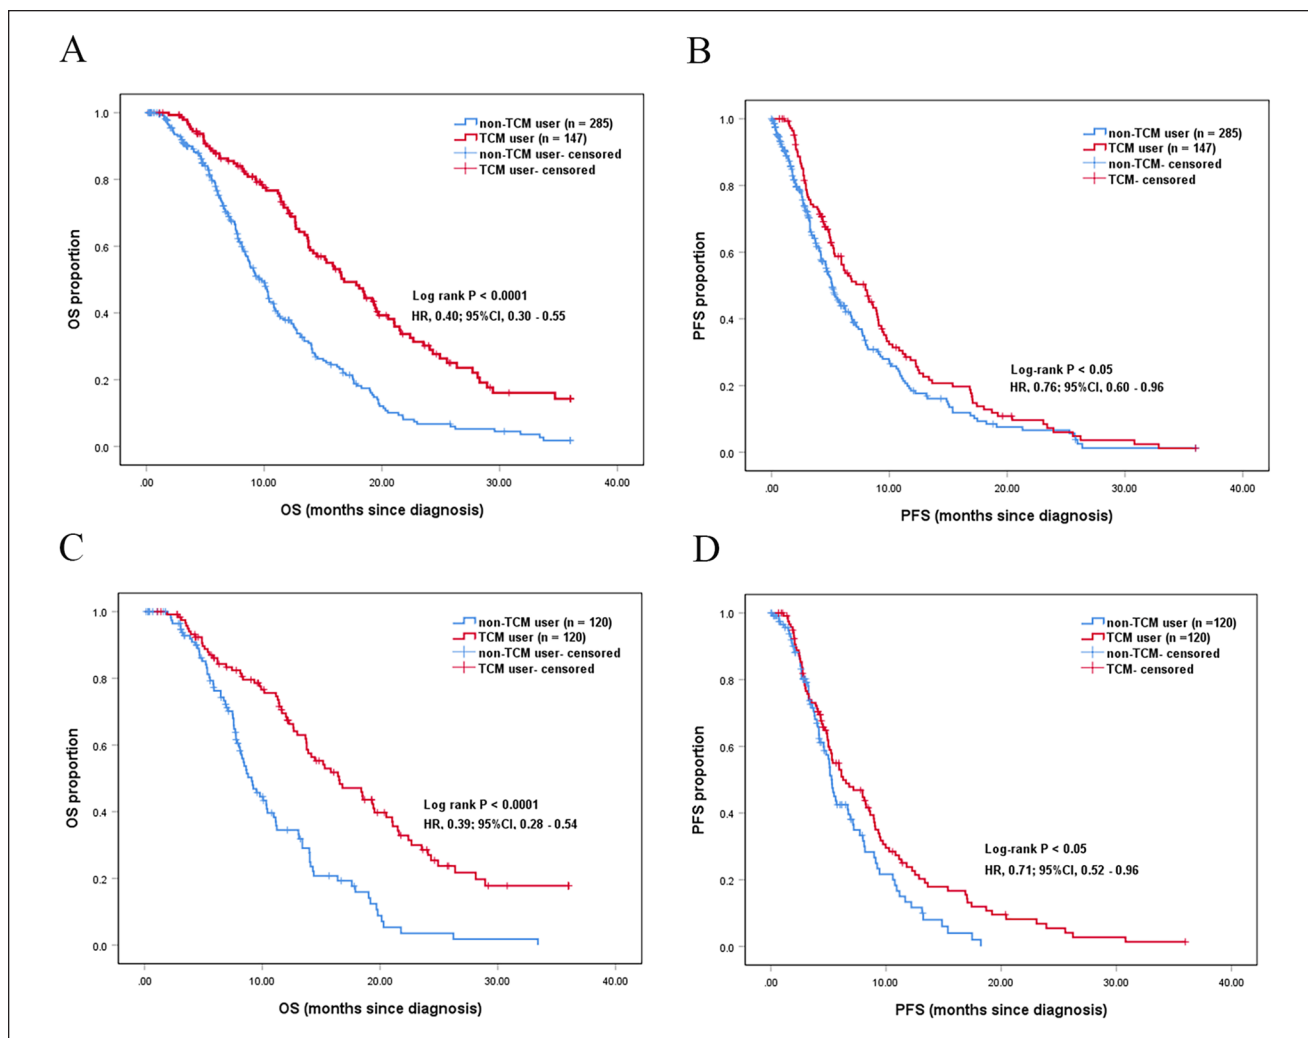 A
non-TCM user (n = 285)
TCM user (n = 147)
non-TCM user- censored
TCM user- censored
1.0
0.8
0.6
0.4
0.2
0.0
OS proportion
Log rank P < 0.0001
HR, 0.40; 95%CI, 0.30 - 0.55
.00 10.00 20.00 30.00 40.00
OS (months since diagnosis)
B
non-TCM user (n = 285)
TCM user (n = 147)
non-TCM- censored
TCM- censored
1.0
0.8
0.6
0.4
0.2
0.0
PFS proportion
Log-rank P < 0.05
HR, 0.76; 95%CI, 0.60 - 0.96
.00 10.00 20.00 30.00 40.00
PFS (months since diagnosis)
C
non-TCM user (n = 120)
TCM user (n = 120)
non-TCM user- censored
TCM user- censored
1.0
0.8
0.6
0.4
0.2
0.0
OS proportion
Log rank P < 0.0001
HR, 0.39; 95%CI, 0.28 - 0.54
.00 10.00 20.00 30.00 40.00
OS (months since diagnosis)
D
non-TCM user (n =120)
TCM user (n =120)
non-TCM- censored
TCM- censored
1.0
0.8
0.6
0.4
0.2
0.0
PFS proportion
Log-rank P < 0.05
HR, 0.71; 95%CI, 0.52 - 0.96
.00 10.00 20.00 30.00 40.00
PFS (months since diagnosis)